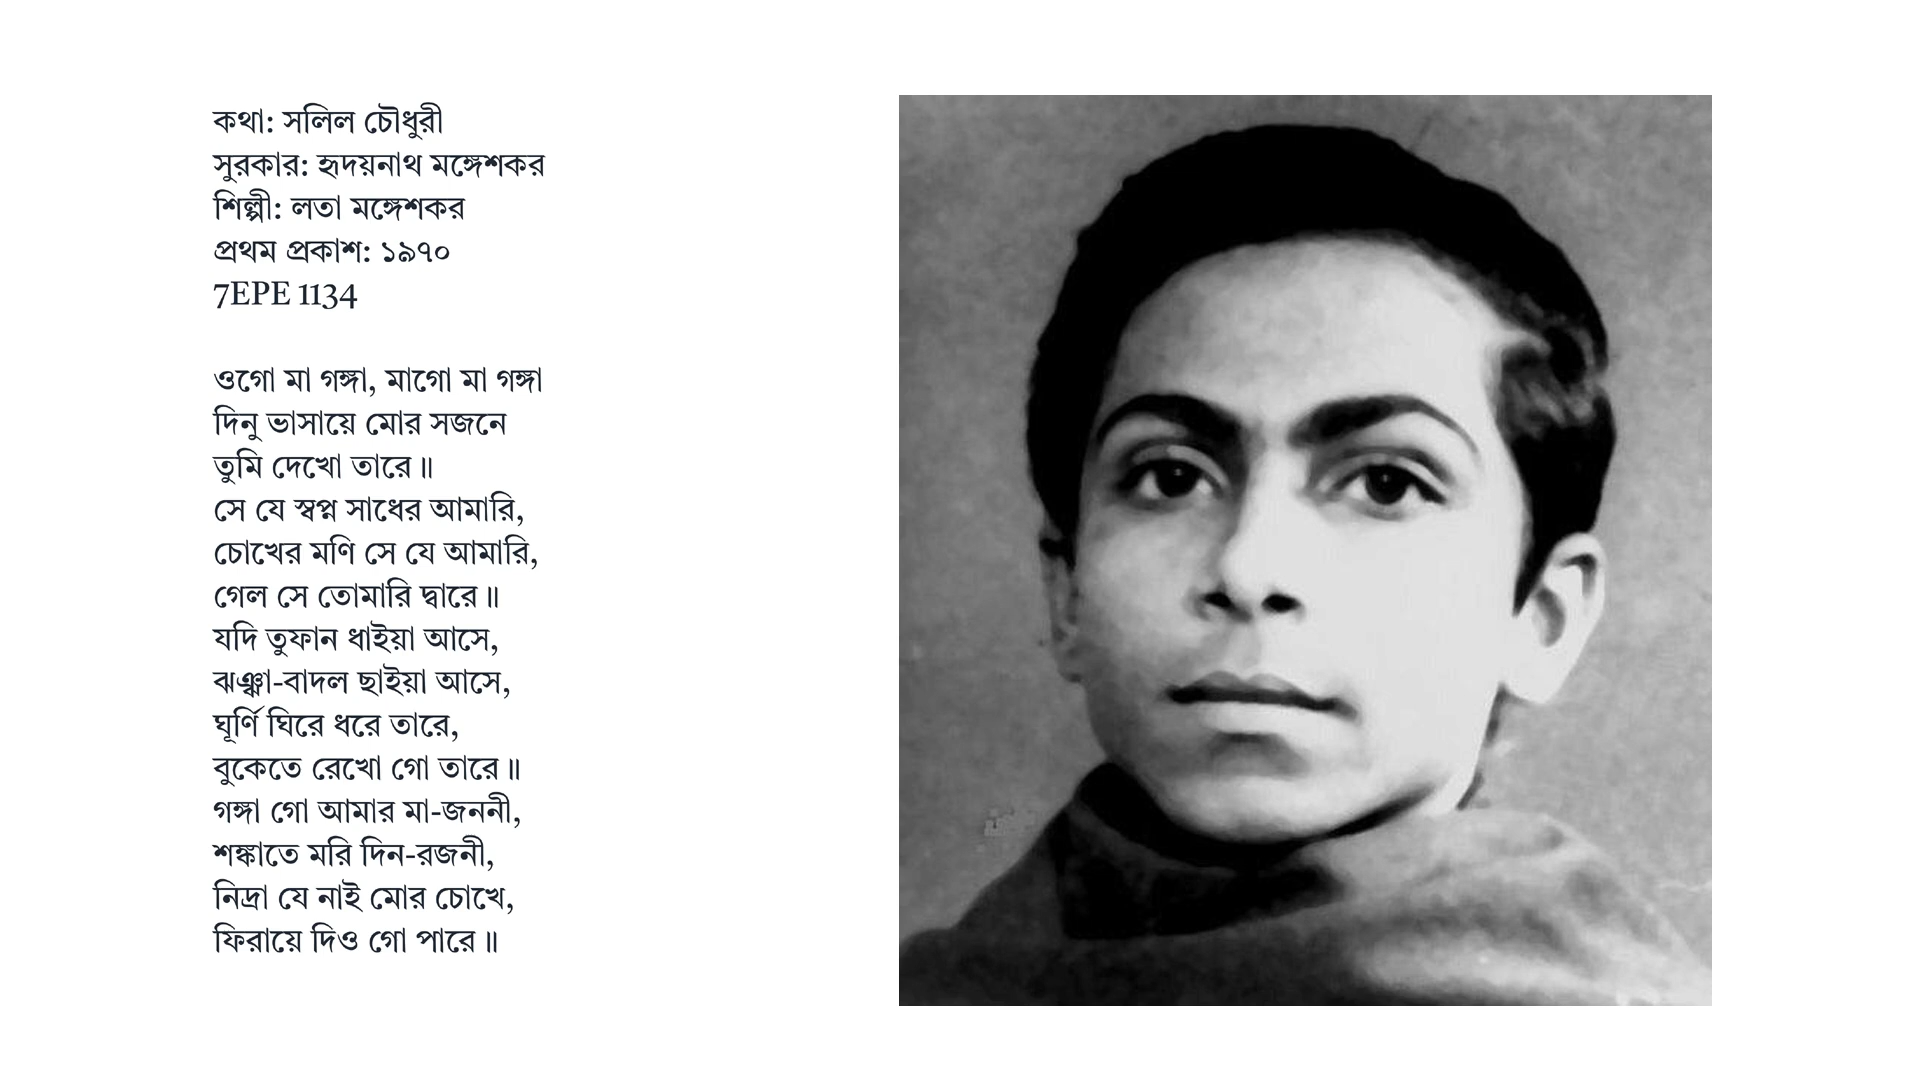 কথা: সলিল চৌধুরী
সুরকার: হৃদয়নাথ মঙ্গেশকর
শিল্পী: লতা মঙ্গেশকর
প্রথম প্রকাশ: ১৯৭০
7EPE 1134
ওগো মা গঙ্গা, মাগো মা গঙ্গা
দিনু ভাসায়ে মোর সজনে
তুমি দেখো তারে॥
সে যে স্বপ্ন সাধের আমারি,
চোখের মণি সে যে আমারি,
গেল সে তোমারি দ্বারে॥
যদি তুফান ধাইয়া আসে,
ঝঞ্ঝা-বাদল ছাইয়া আসে,
ঘূর্ণি ঘিরে ধরে তারে,
বুকেতে রেখো গো তারে॥
গঙ্গা গো আমার মা-জননী,
শঙ্কাতে মরি দিন-রজনী,
নিদ্রা যে নাই মোর চোখে,
ফিরায়ে দিও গো পারে॥